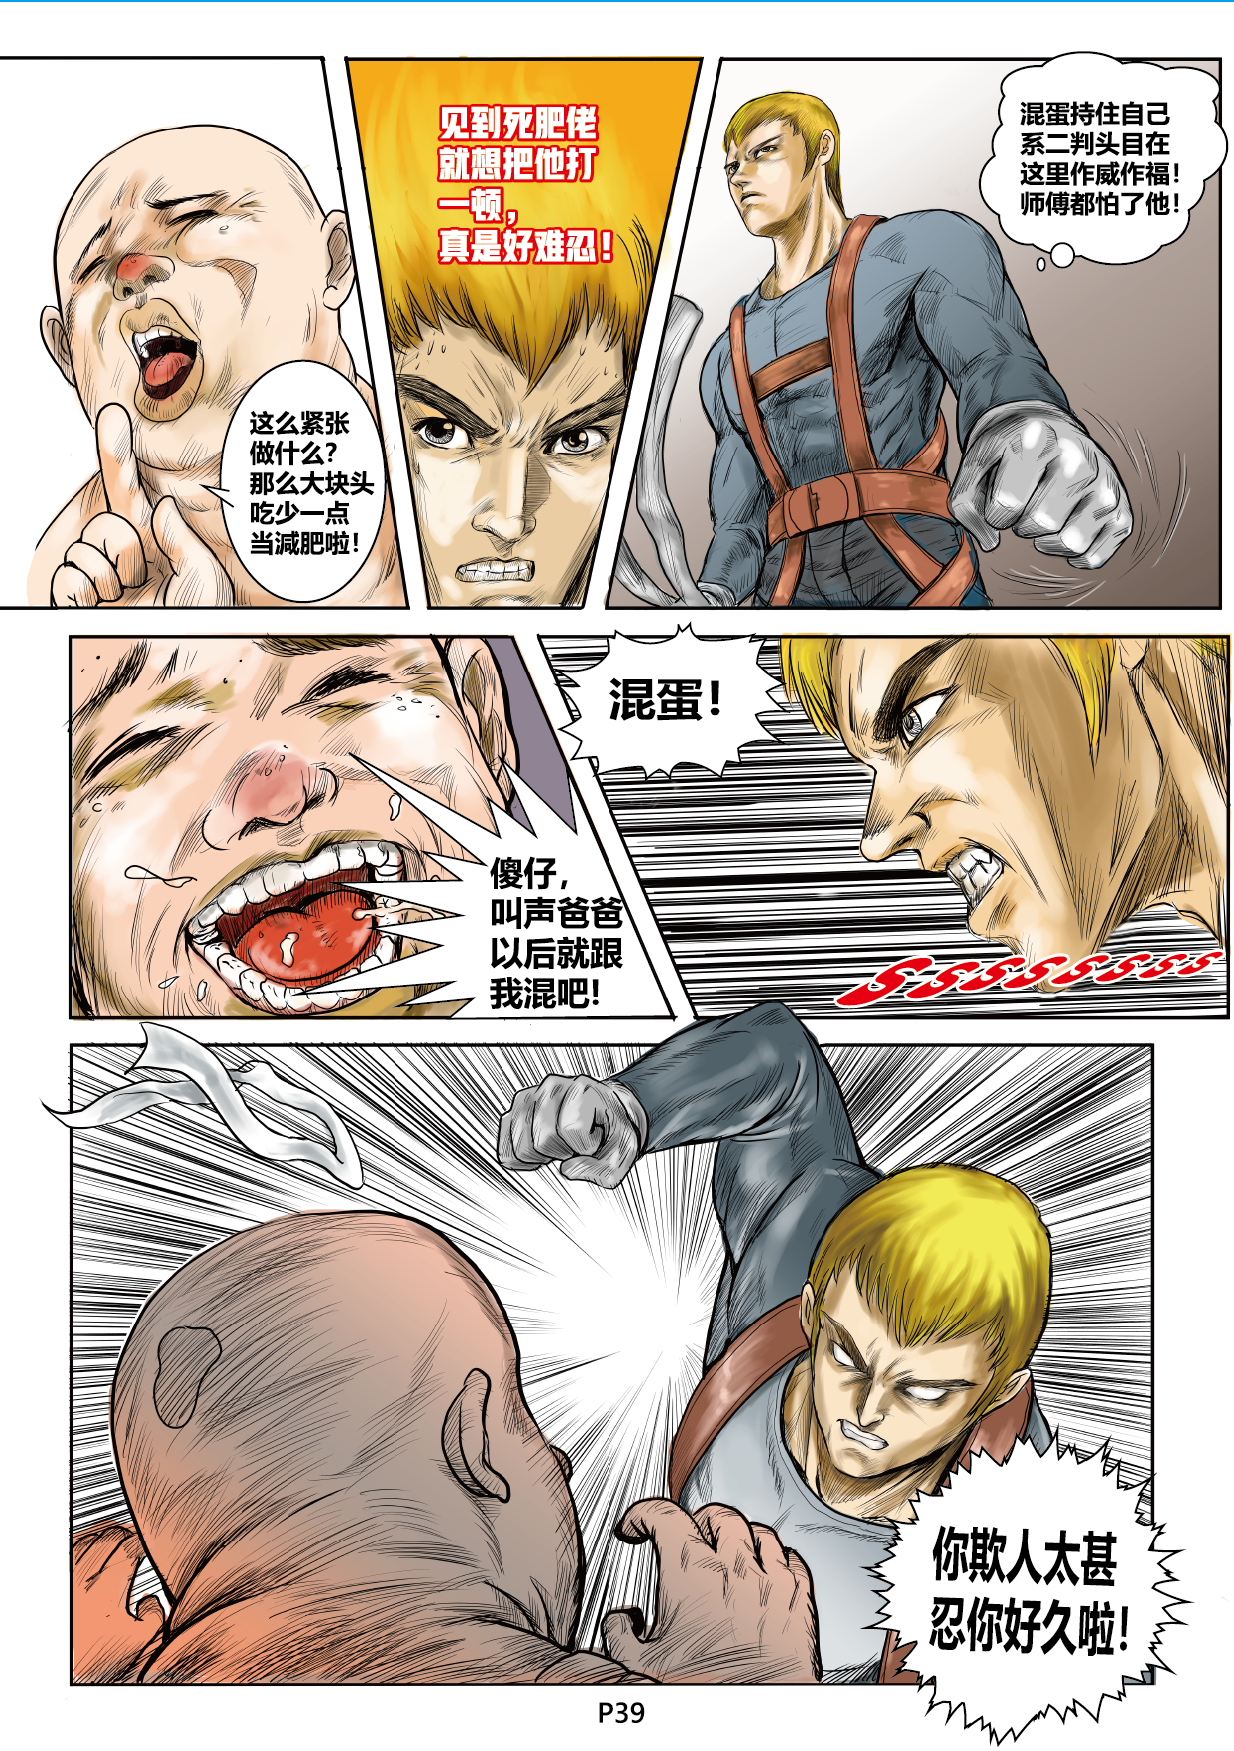 这么紧张
做什么？
那么大块头
吃少一点
当減肥啦！
见到死肥佬
就想把他打
一顿，
真是好难忍！
混蛋持住自己
系二判头目在
这里作威作福！
师傅都怕了他！
傻仔，
叫声爸爸
以后就跟
我混吧！
混蛋！
SSSSSSSSS
你欺人太甚
忍你好久啦！
P39